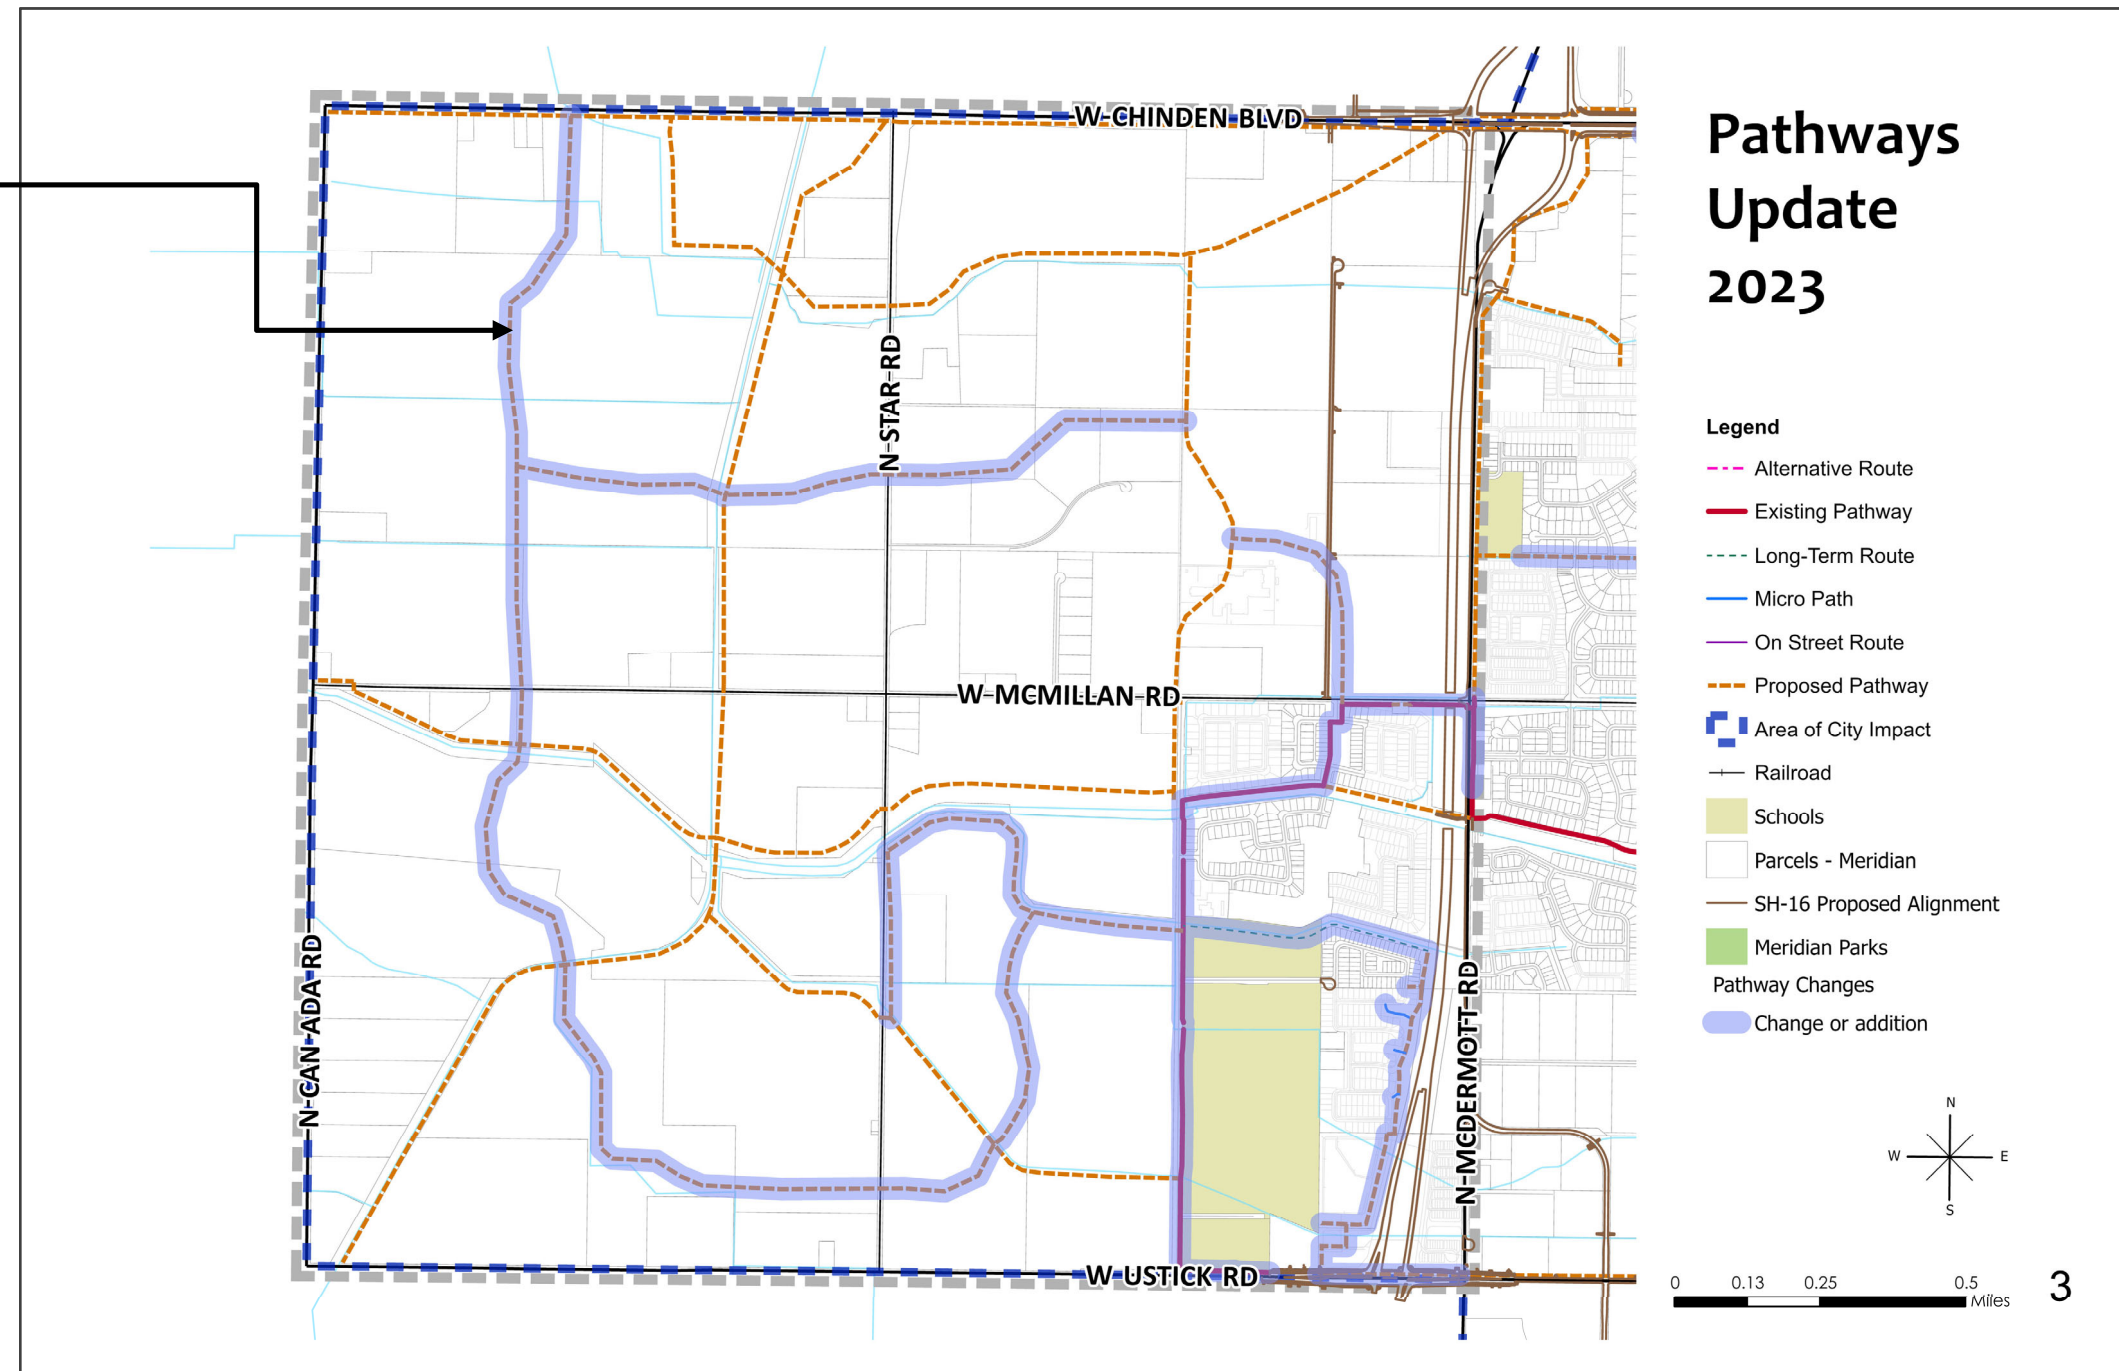 W CHINDEN BLVD
N STAR RD
W MCMILLAN RD
N CAN ADA RD
N MCDERMOTT RD
W USTICK RD
Pathways
Update
2023
Legend
Alternative Route
Existing Pathway
Long-Term Route
Micro Path
On Street Route
Proposed Pathway
Area of City Impact
Railroad
Schools
Parcels - Meridian
SH-16 Proposed Alignment
Meridian Parks
Pathway Changes
Change or addition
N
W E
S
0 0.13 0.25 0.5
Miles
3